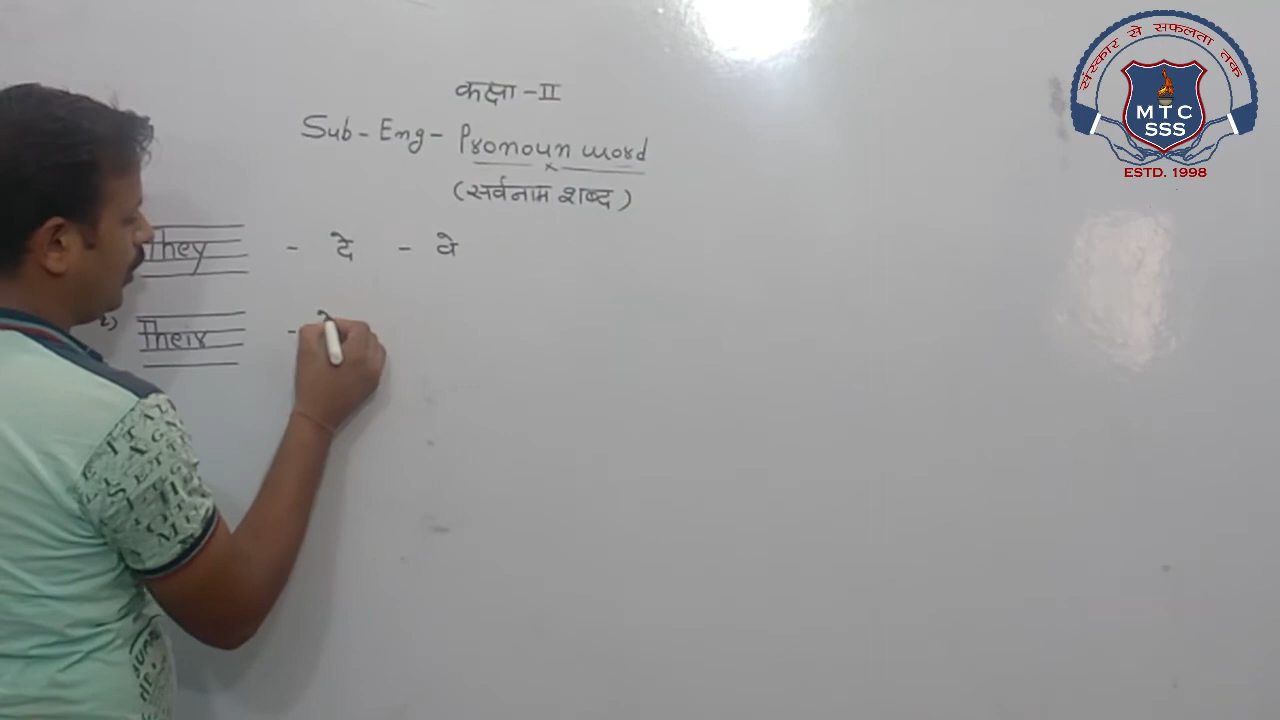 कक्षा - II
Sub - Eng - Pronoun word
(सर्वनाम शब्द)
They - दे - वे
2) Their -
संस्कार से सफलता तक
MTC
SSS
ESTD. 1998